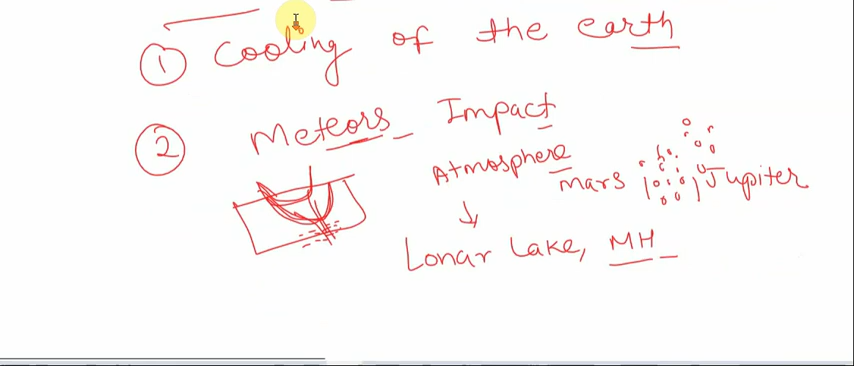 ① Cooling of the earth
② Meteors Impact
Atmosphere
Mars Jupiter
Lonar Lake, MH